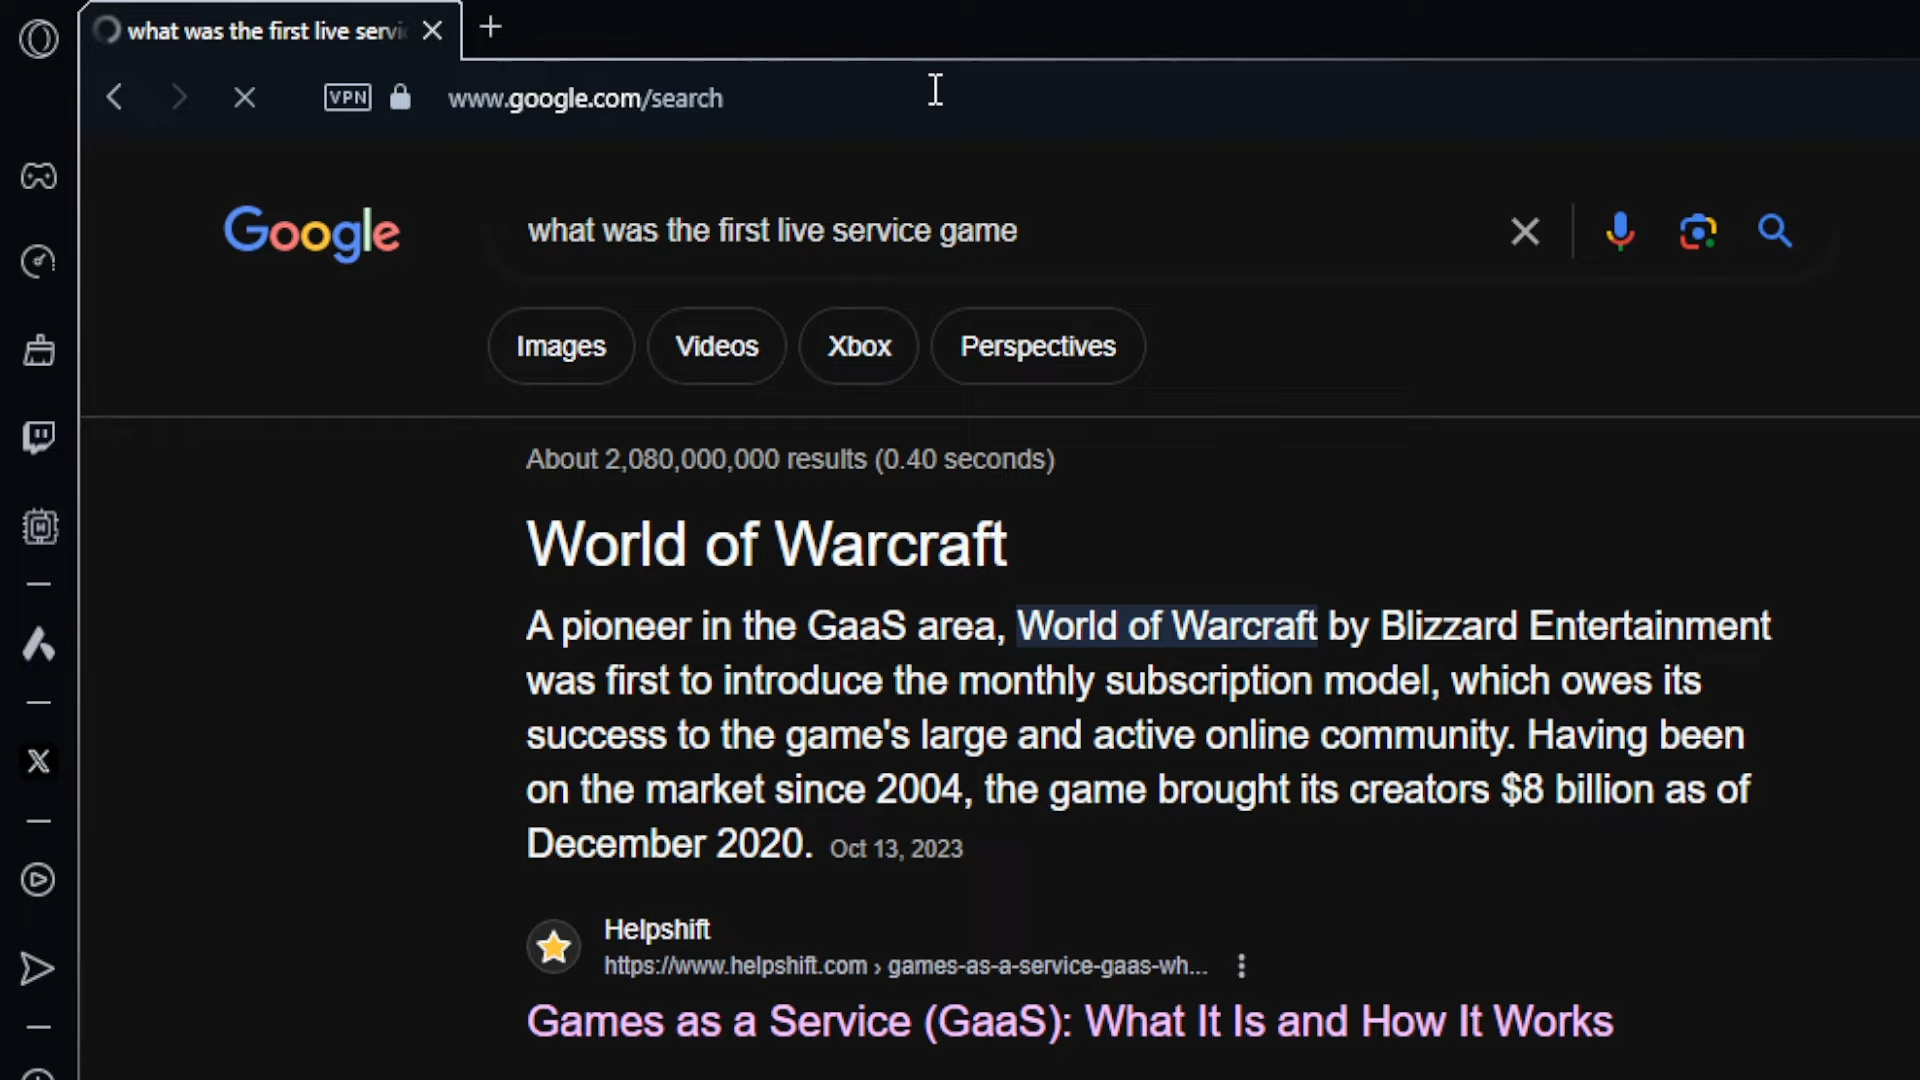 what was the first live servi
VPN
www.google.com/search
Google
what was the first live service game
Images
Videos
Xbox
Perspectives
About 2,080,000,000 results (0.40 seconds)
World of Warcraft
A pioneer in the GaaS area, World of Warcraft by Blizzard Entertainment
was first to introduce the monthly subscription model, which owes its
success to the game's large and active online community. Having been
on the market since 2004, the game brought its creators $8 billion as of
December 2020. Oct 13, 2023
Helpshift
https://www.helpshift.com › games-as-a-service-gaas-wh...
Games as a Service (GaaS): What It Is and How It Works